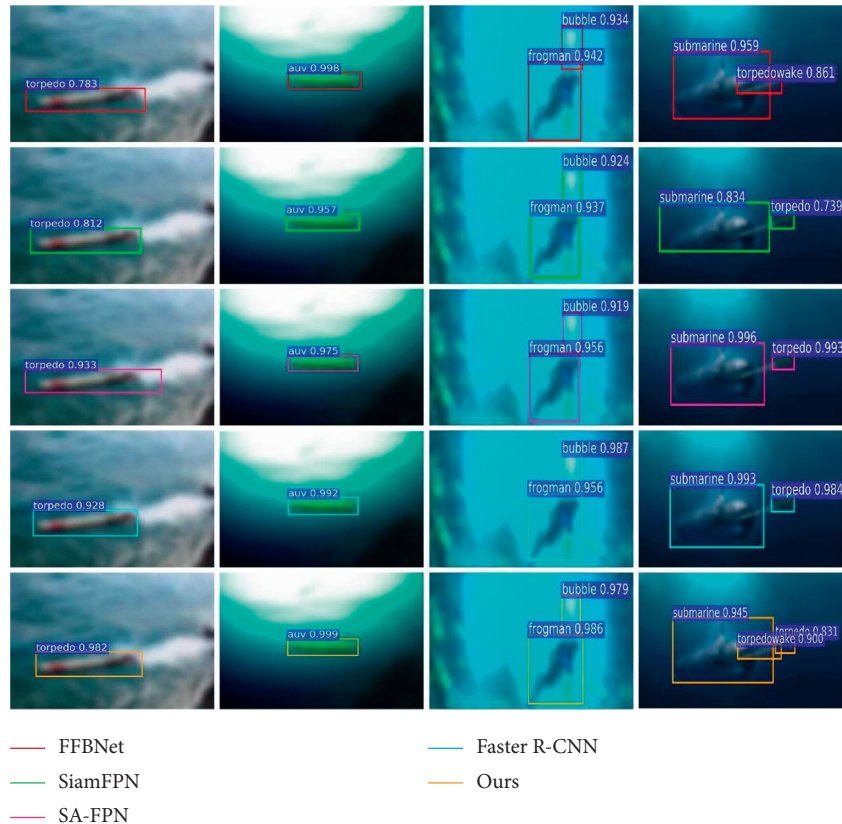 torpedo 0.783
auv 0.998
bubble 0.934
frogman 0.942
submarine 0.959
torpedowake 0.861
torpedo 0.812
auv 0.957
bubble 0.924
frogman 0.937
submarine 0.834
torpedo 0.739
torpedo 0.933
auv 0.975
bubble 0.919
frogman 0.956
submarine 0.996
torpedo 0.993
torpedo 0.928
auv 0.992
bubble 0.987
frogman 0.956
submarine 0.993
torpedo 0.984
torpedo 0.982
auv 0.999
bubble 0.979
frogman 0.986
submarine 0.945
torpedo 0.831
torpedowake 0.900
FFBNet
SiamFPN
SA-FPN
Faster R-CNN
Ours